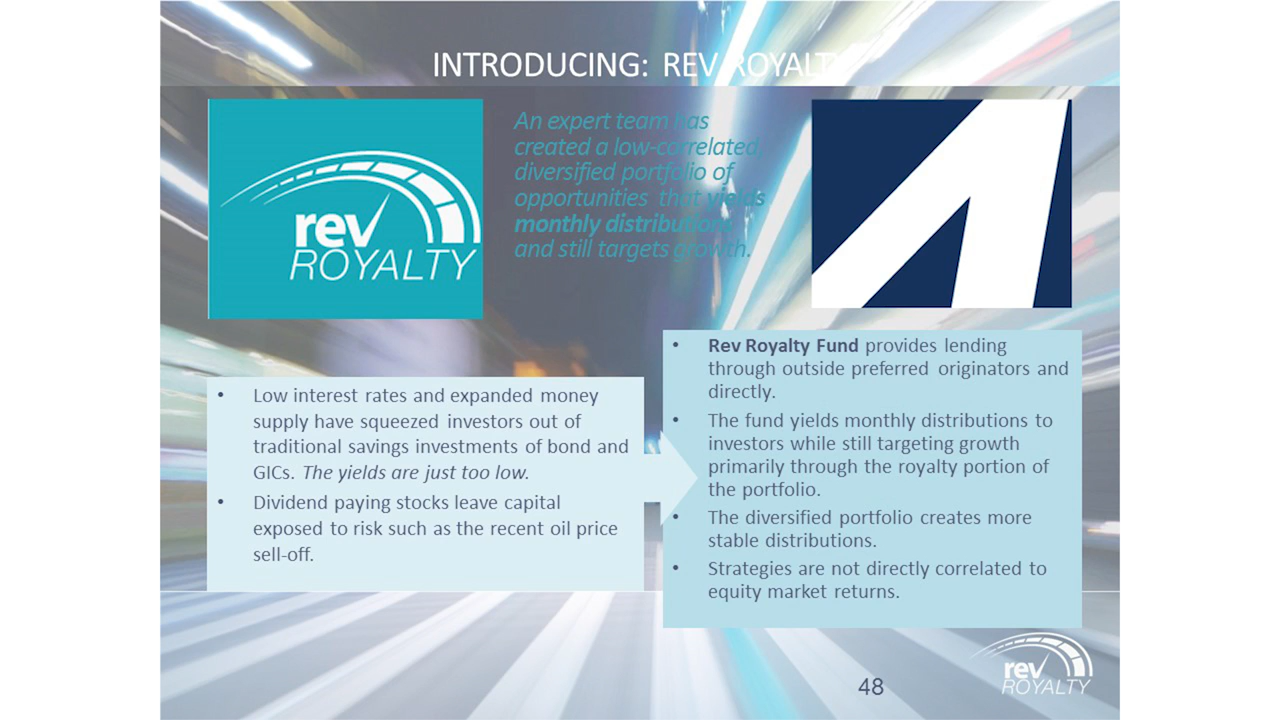 INTRODUCING: REV ROYALTY
rev
ROYALTY
An expert team has
created a low-correlated,
diversified portfolio of
opportunities that yields
monthly distributions
and still targets growth.
• Low interest rates and expanded money
supply have squeezed investors out of
traditional savings investments of bond and
GICs. The yields are just too low.
• Dividend paying stocks leave capital
exposed to risk such as the recent oil price
sell-off.
• Rev Royalty Fund provides lending
through outside preferred originators and
directly.
• The fund yields monthly distributions to
investors while still targeting growth
primarily through the royalty portion of
the portfolio.
• The diversified portfolio creates more
stable distributions.
• Strategies are not directly correlated to
equity market returns.
48
rev
ROYALTY